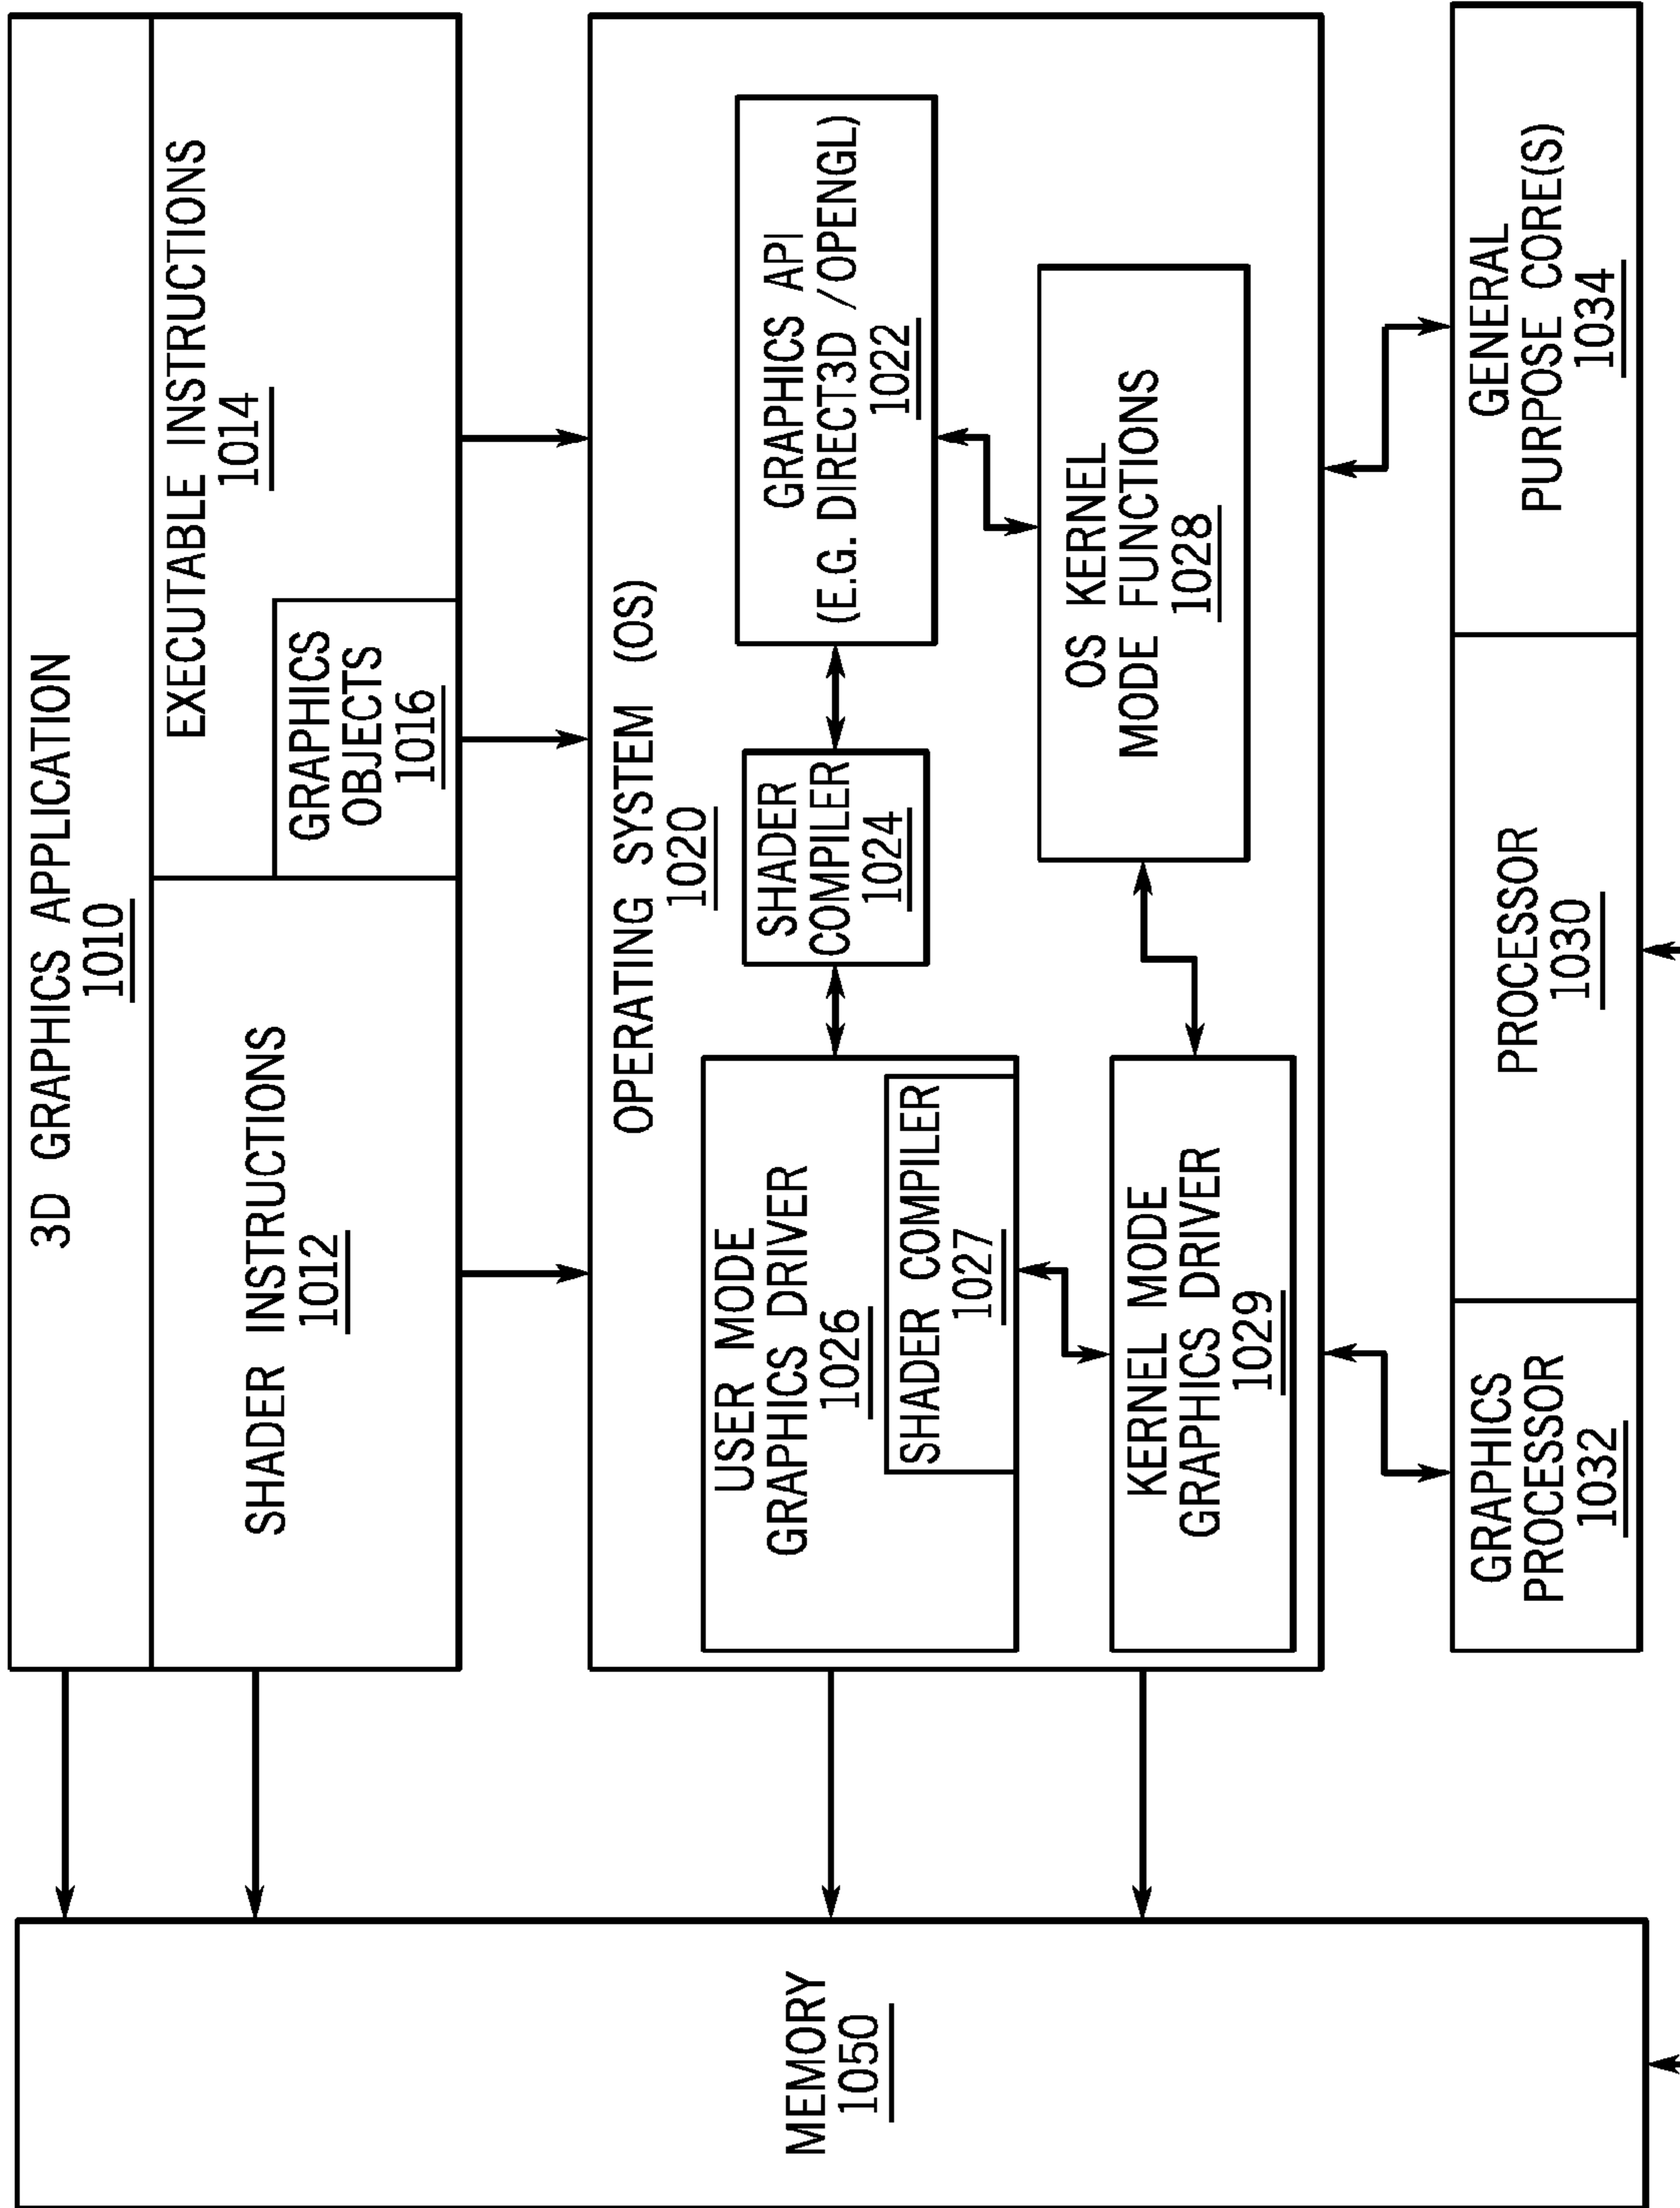 3D GRAPHICS APPLICATION
1010
SHADER INSTRUCTIONS
1012
EXECUTABLE INSTRUCTIONS
1014
GRAPHICS
OBJECTS
1016
OPERATING SYSTEM (OS)
1020
USER MODE
GRAPHICS DRIVER
1026
SHADER COMPILER
1027
SHADER
COMPILER
1024
GRAPHICS API
(E.G. DIRECT3D /OPENGL)
1022
KERNEL MODE
GRAPHICS DRIVER
1029
OS KERNEL
MODE FUNCTIONS
1028
GRAPHICS
PROCESSOR
1032
PROCESSOR
1030
GENERAL
PURPOSE CORE(S)
1034
MEMORY
1050